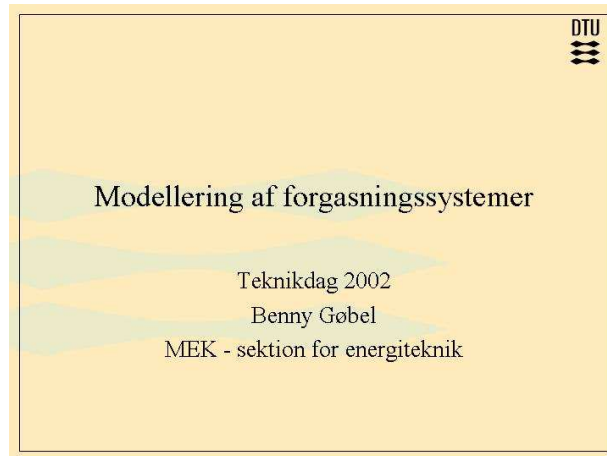 DTU
Modellering af forgasningssystemer
Teknikdag 2002
Benny Gøbel
MEK - sektion for energiteknik